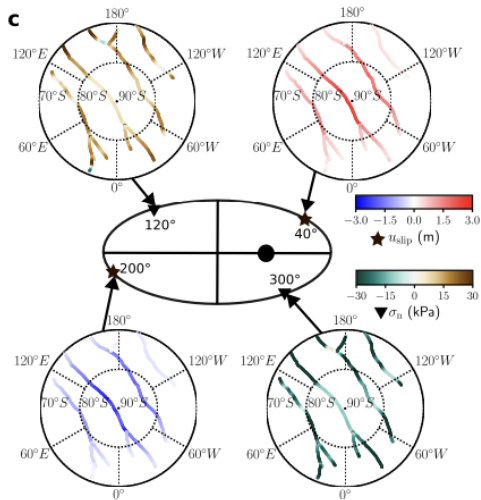 c
180°
180°
120°E
120°W
120°E
120°W
70°S
80°S
90°S
70°S
80°S
90°S
60°E
60°W
60°E
60°W
0°
0°
120°
40°
−3.0
−1.5
0.0
1.5
3.0
★ u_slip (m)
200°
300°
−30
−15
0
15
30
▼ σ_n (kPa)
180°
180°
120°E
120°W
120°E
120°W
70°S
80°S
90°S
70°S
80°S
90°S
60°E
60°W
60°E
60°W
0°
0°